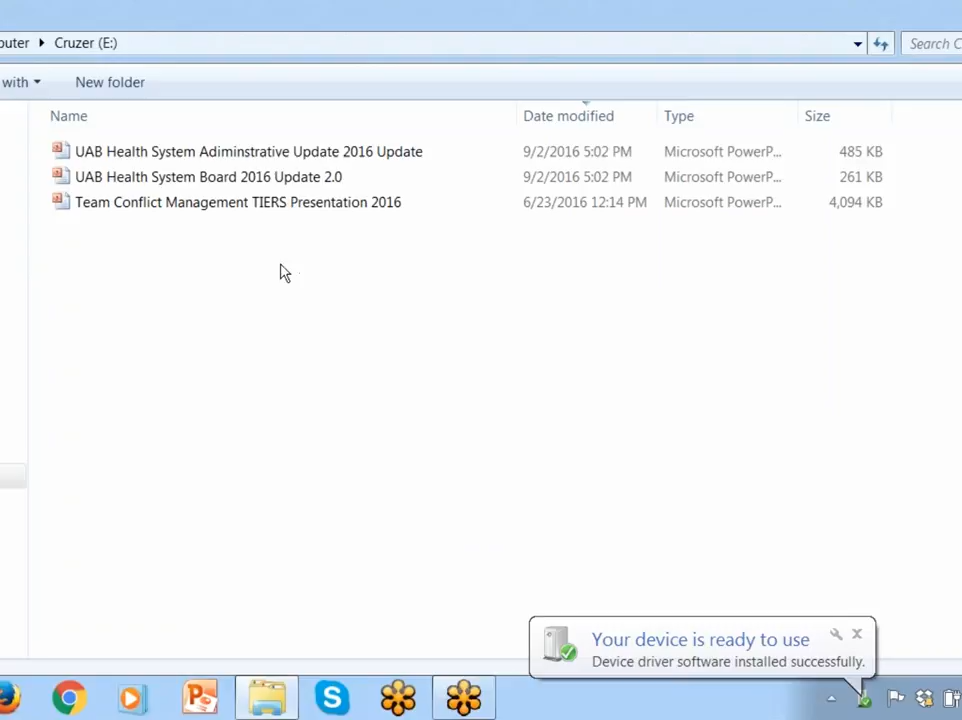 outer ▸ Cruzer (E:) Search C
with New folder
Name Date modified Type Size
UAB Health System Adiminstrative Update 2016 Update 9/2/2016 5:02 PM Microsoft PowerP... 485 KB
UAB Health System Board 2016 Update 2.0 9/2/2016 5:02 PM Microsoft PowerP... 261 KB
Team Conflict Management TIERS Presentation 2016 6/23/2016 12:14 PM Microsoft PowerP... 4,094 KB
Your device is ready to use
Device driver software installed successfully.